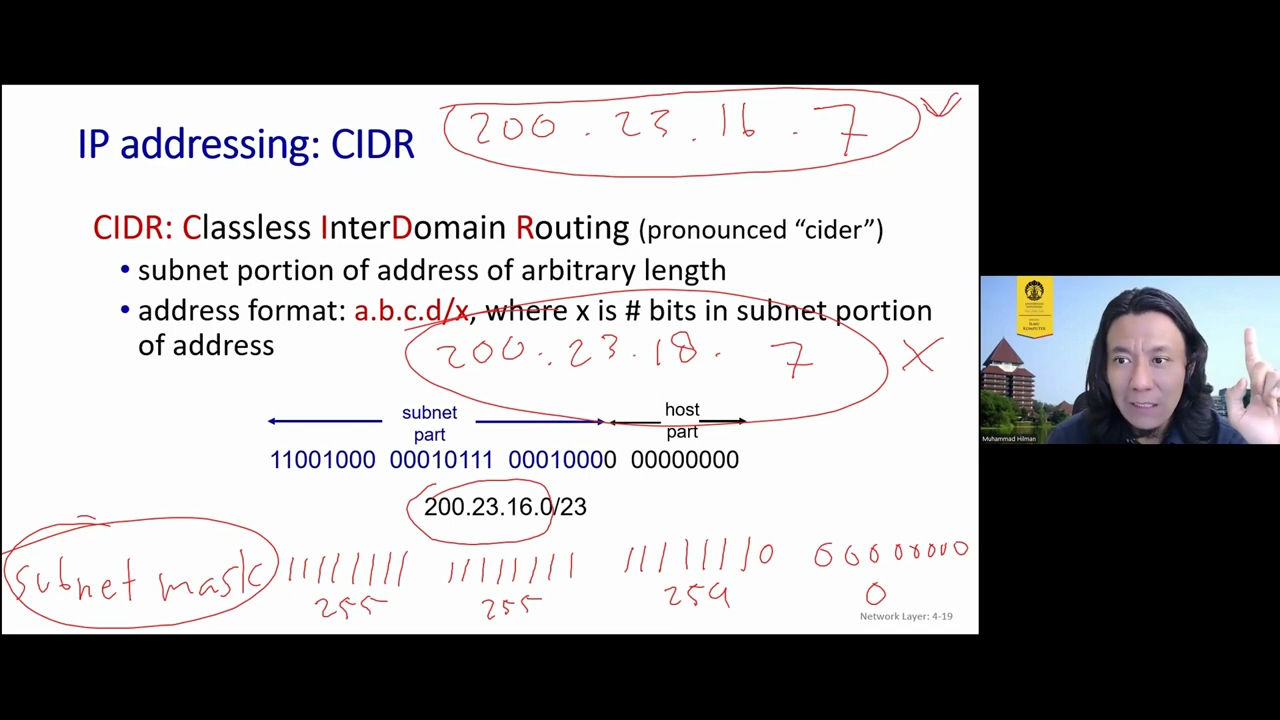 IP addressing: CIDR
200 . 23 . 16 . 7
CIDR: Classless InterDomain Routing (pronounced “cider”)
• subnet portion of address of arbitrary length
• address format: a.b.c.d/x, where x is # bits in subnet portion
of address
200 . 23 . 18 . 7 X
subnet
part
host
part
11001000 00010111 00010000 00000000
200.23.16.0/23
subnet mask 11111111 11111111 11111110 00000000
255 255 254 0
Network Layer: 4-19
ILMU
KOMPUTER
Muhammad Hilman